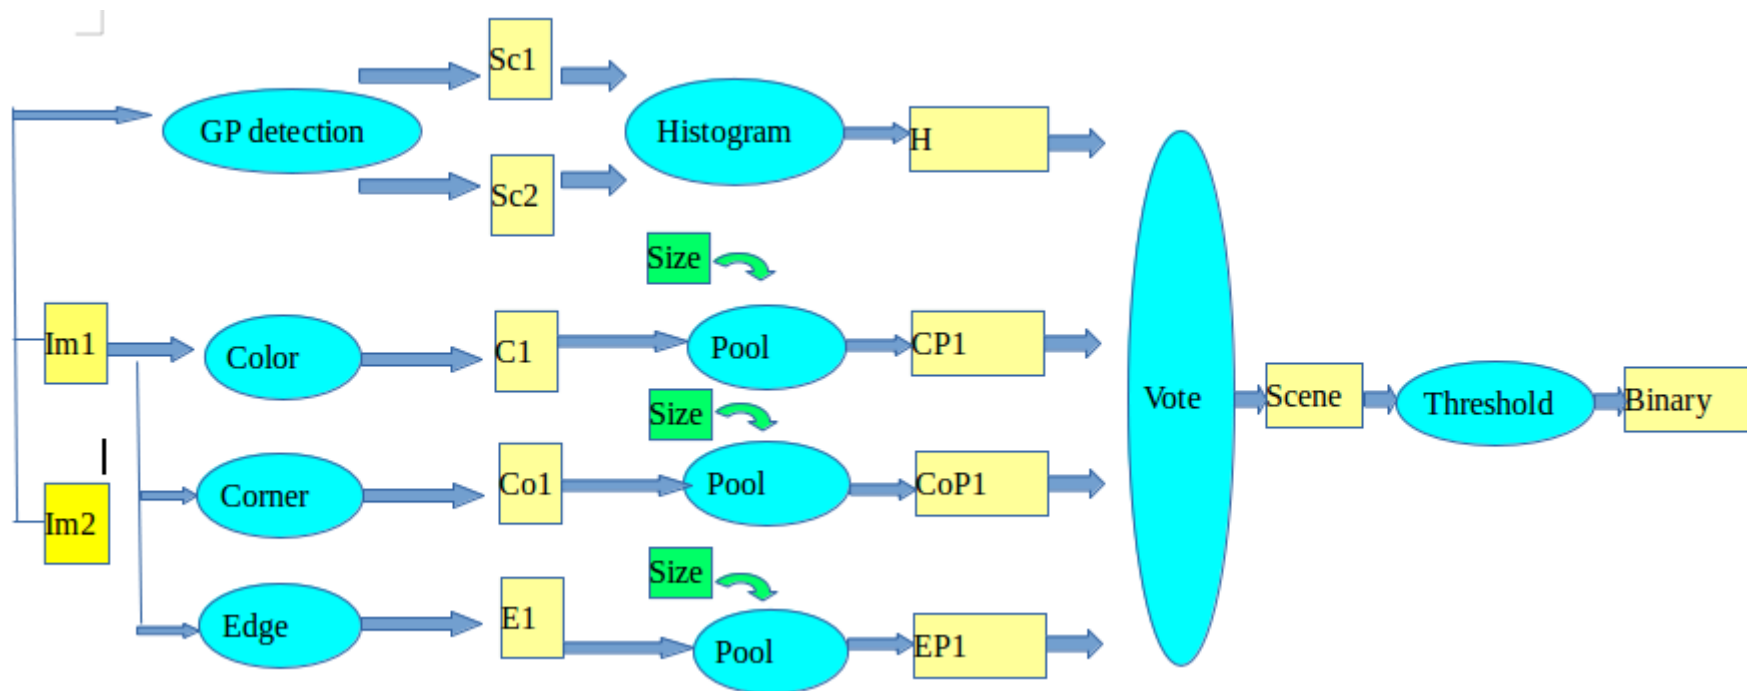 Sc1
GP detection
Histogram
H
Sc2
Size
Im1
Color
C1
Pool
CP1
Size
Vote
Scene
Threshold
Binary
Im2
Corner
Co1
Pool
CoP1
Size
Edge
E1
Pool
EP1